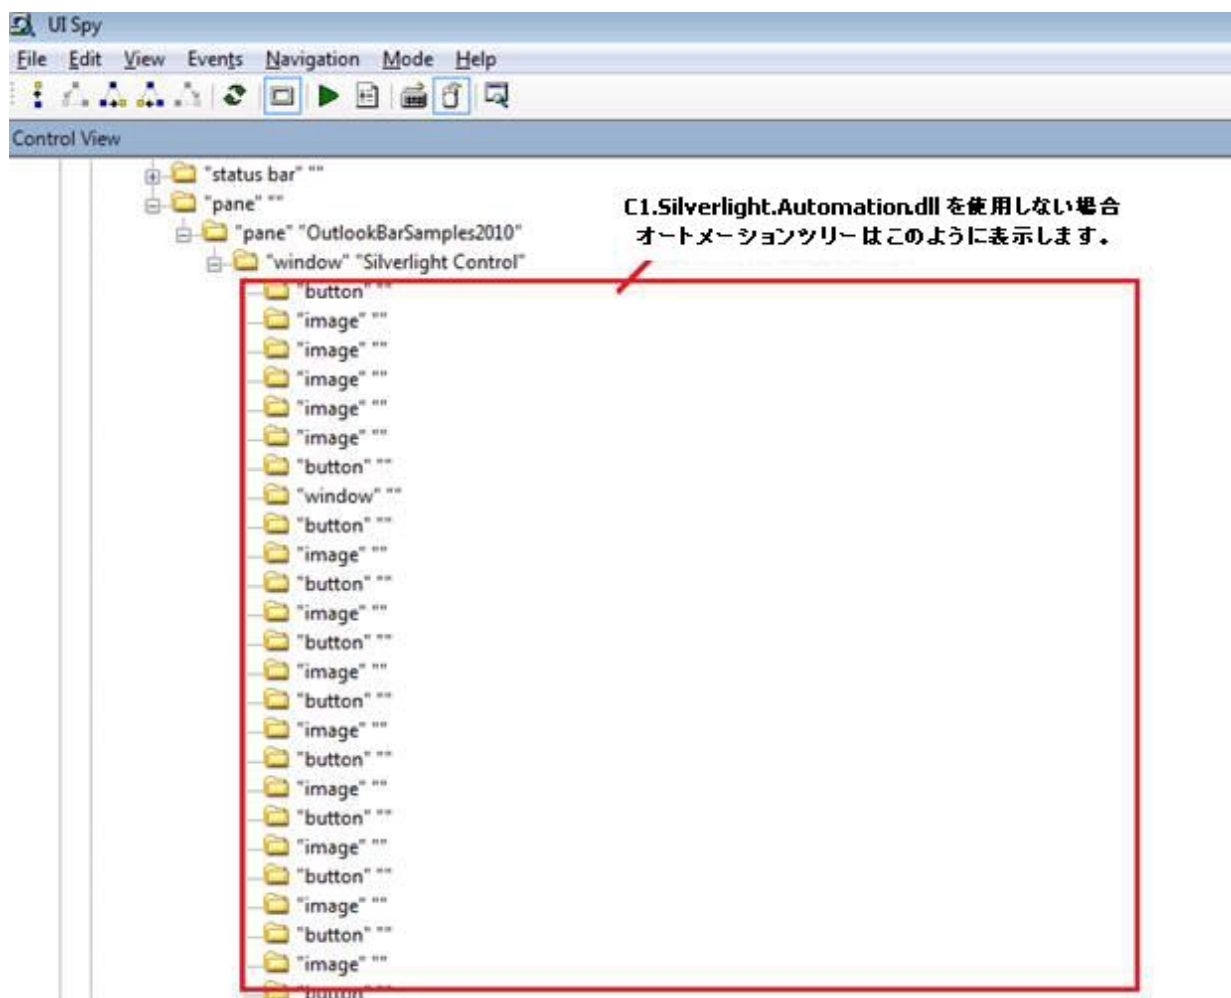 UI Spy
File Edit View Events Navigation Mode Help
Control View
"status bar" ""
"pane" ""
"pane" "OutlookBarSamples2010"
"window" "Silverlight Control"
C1.Silverlight.Automation.dll を使用しない場合
オートメーションツリーはこのように表示します。
"button" ""
"image" ""
"image" ""
"image" ""
"image" ""
"image" ""
"button" ""
"window" ""
"button" ""
"image" ""
"button" ""
"image" ""
"button" ""
"image" ""
"button" ""
"image" ""
"button" ""
"image" ""
"button" ""
"image" ""
"button" ""
"image" ""
"button" ""
"image" ""
"button" ""